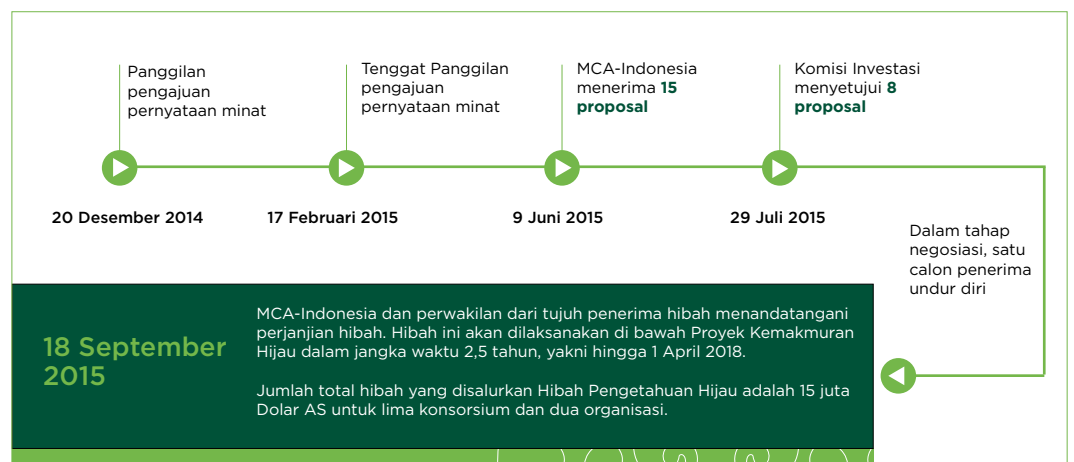 Panggilan
pengajuan
pernyataan minat
Tenggat Panggilan
pengajuan
pernyataan minat
MCA-Indonesia
menerima 15
proposal
Komisi Investasi
menyetujui 8
proposal
20 Desember 2014
17 Februari 2015
9 Juni 2015
29 Juli 2015
Dalam tahap
negosiasi, satu
calon penerima
undur diri
18 September
2015
MCA-Indonesia dan perwakilan dari tujuh penerima hibah menandatangani
perjanjian hibah. Hibah ini akan dilaksanakan di bawah Proyek Kemakmuran
Hijau dalam jangka waktu 2,5 tahun, yakni hingga 1 April 2018.
Jumlah total hibah yang disalurkan Hibah Pengetahuan Hijau adalah 15 juta
Dolar AS untuk lima konsorsium dan dua organisasi.